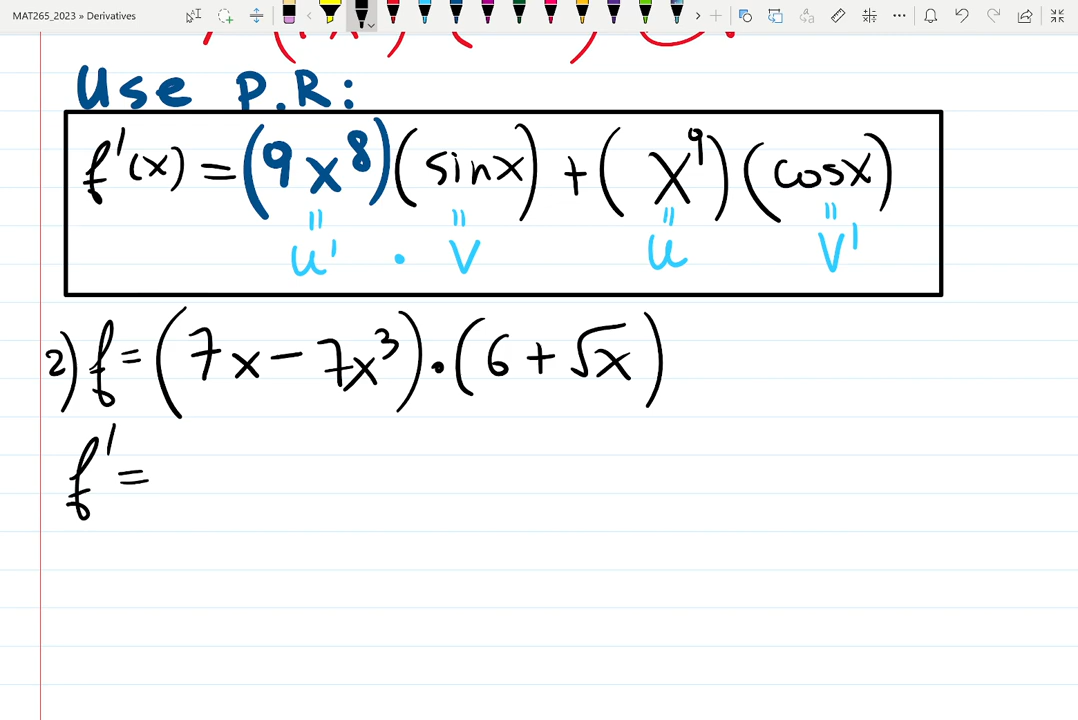 MAT265_2023 » Derivatives
Use P.R:
f'(x) = (9x⁸)(sinx) + (x⁹)(cosx)
u' · v u v'
2) f = (7x − 7x³) · (6 + √x)
f' =